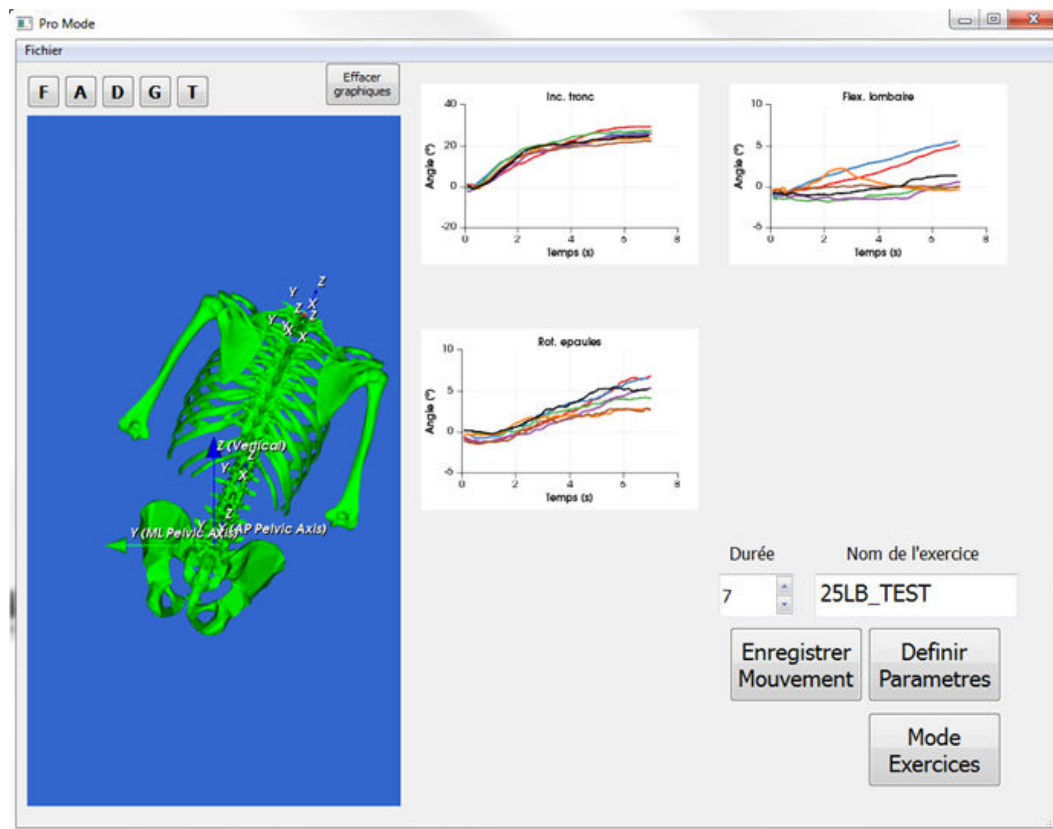 Pro Mode
Fichier
F A D G T
Effacer
graphiques
Inc. tronc
40
20
0
-20
Angle (°)
0 2 4 6 8
Temps (s)
Flex. lombaire
10
5
0
-5
Angle (°)
0 2 4 6 8
Temps (s)
Rot. epaules
10
5
0
-5
Angle (°)
0 2 4 6 8
Temps (s)
Z
Y
X
Z
Z
Y
Y
X
X
Z (Vertical)
Z
Y
X
Z
Y
X (AP Pelvic Axis)
Y (ML Pelvic Axis)
Durée
Nom de l'exercice
7
25LB_TEST
Enregistrer
Mouvement
Definir
Parametres
Mode
Exercices